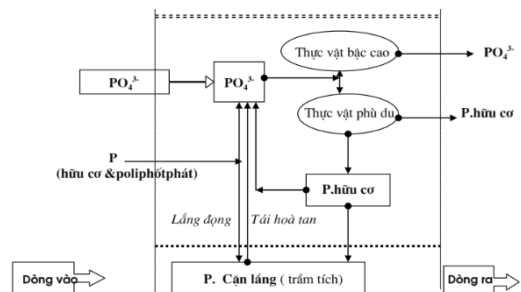 Thực vật bậc cao
PO₄³⁻
PO₄³⁻
PO₄³⁻
Thực vật phù du
P.hữu cơ
P
(hữu cơ &poliphốtphát)
P.hữu cơ
Lắng đọng
Tái hoà tan
Dòng vào
P. Cặn lắng ( trầm tích)
Dòng ra